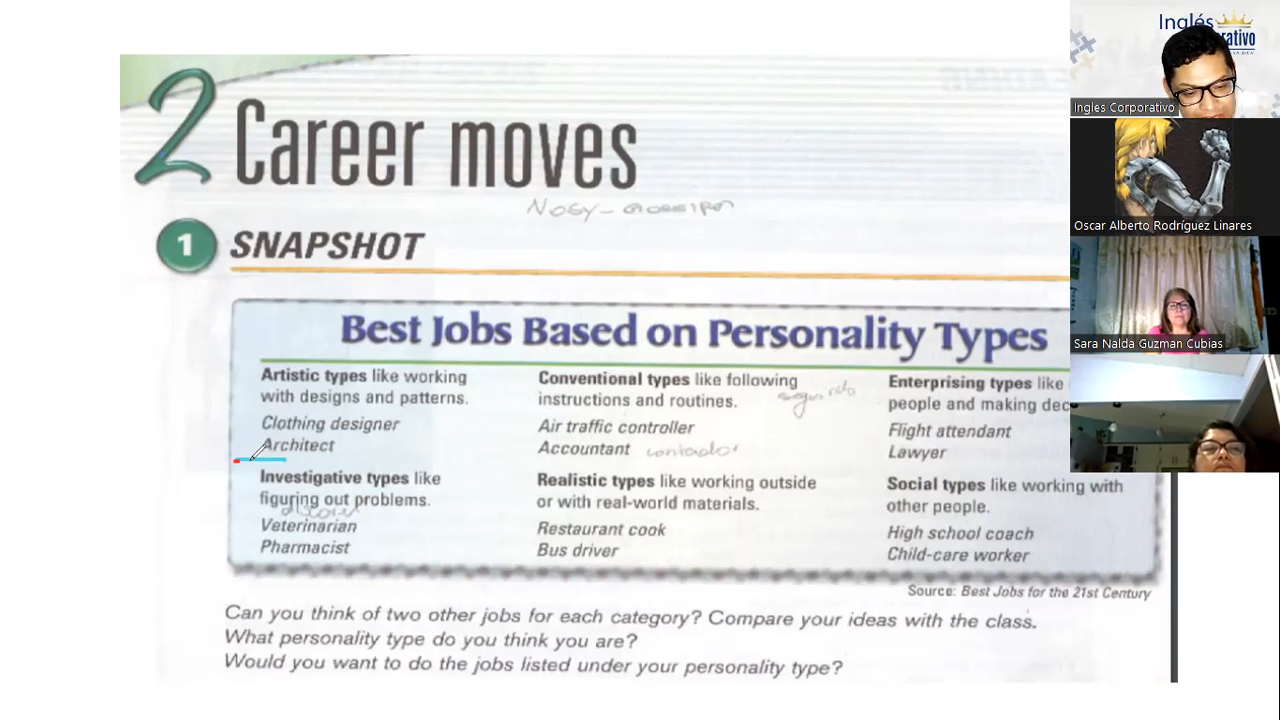 2 Career moves
Nosy - Gossiper
1 SNAPSHOT
Best Jobs Based on Personality Types
Artistic types like working
with designs and patterns.
Clothing designer
Architect
Conventional types like following
instructions and routines.
Air traffic controller
Accountant contador
Enterprising types like
people and making dec
Flight attendant
Lawyer
Investigative types like
figuring out problems.
Veterinarian
Pharmacist
Realistic types like working outside
or with real-world materials.
Restaurant cook
Bus driver
Social types like working with
other people.
High school coach
Child-care worker
Source: Best Jobs for the 21st Century
Can you think of two other jobs for each category? Compare your ideas with the class.
What personality type do you think you are?
Would you want to do the jobs listed under your personality type?
Inglés
rativo
Ingles Corporativo
Oscar Alberto Rodríguez Linares
Sara Nalda Guzman Cubias